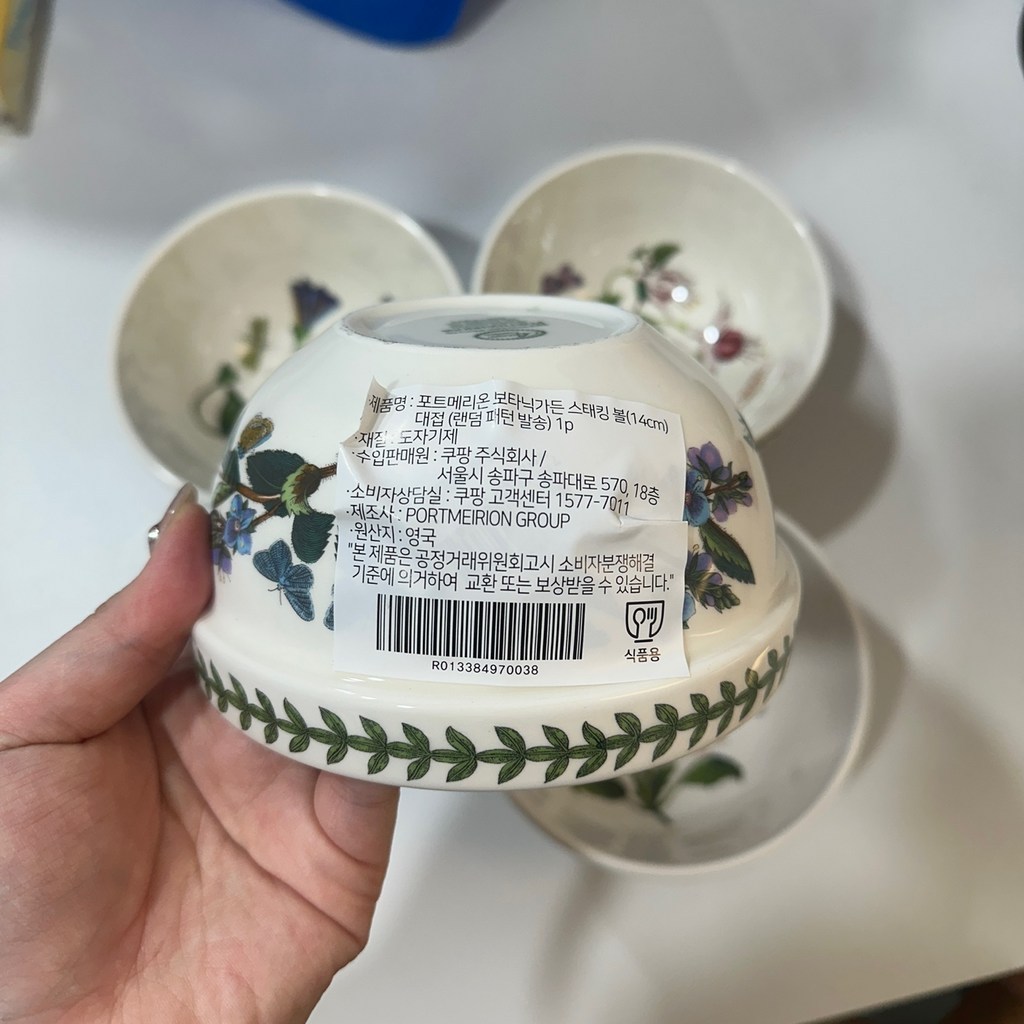 ·제품명 : 포트메리온 보타닉가든 스태킹 볼(14cm)
대접 (랜덤 패턴 발송) 1p
·재질 : 도자기제
·수입판매원 : 쿠팡 주식회사 /
서울시 송파구 송파대로 570, 18층
·소비자상담실 : 쿠팡 고객센터 1577-7011
·제조사 : PORTMEIRION GROUP
·원산지 : 영국
"본 제품은 공정거래위원회고시 소비자분쟁해결
기준에 의거하여 교환 또는 보상받을 수 있습니다."
R013384970038
식품용